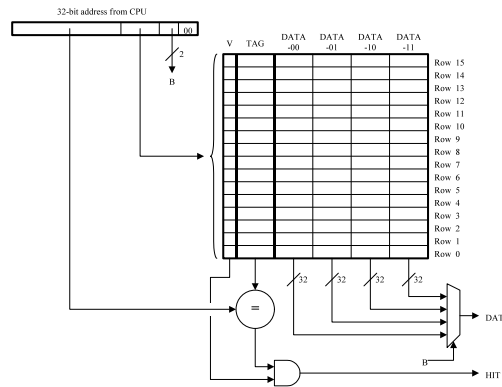 32-bit address from CPU
00
2
B
V TAG DATA -00 DATA -01 DATA -10 DATA -11
Row 15
Row 14
Row 13
Row 12
Row 11
Row 10
Row 9
Row 8
Row 7
Row 6
Row 5
Row 4
Row 3
Row 2
Row 1
Row 0
32 32 32 32
=
DAT
B
HIT